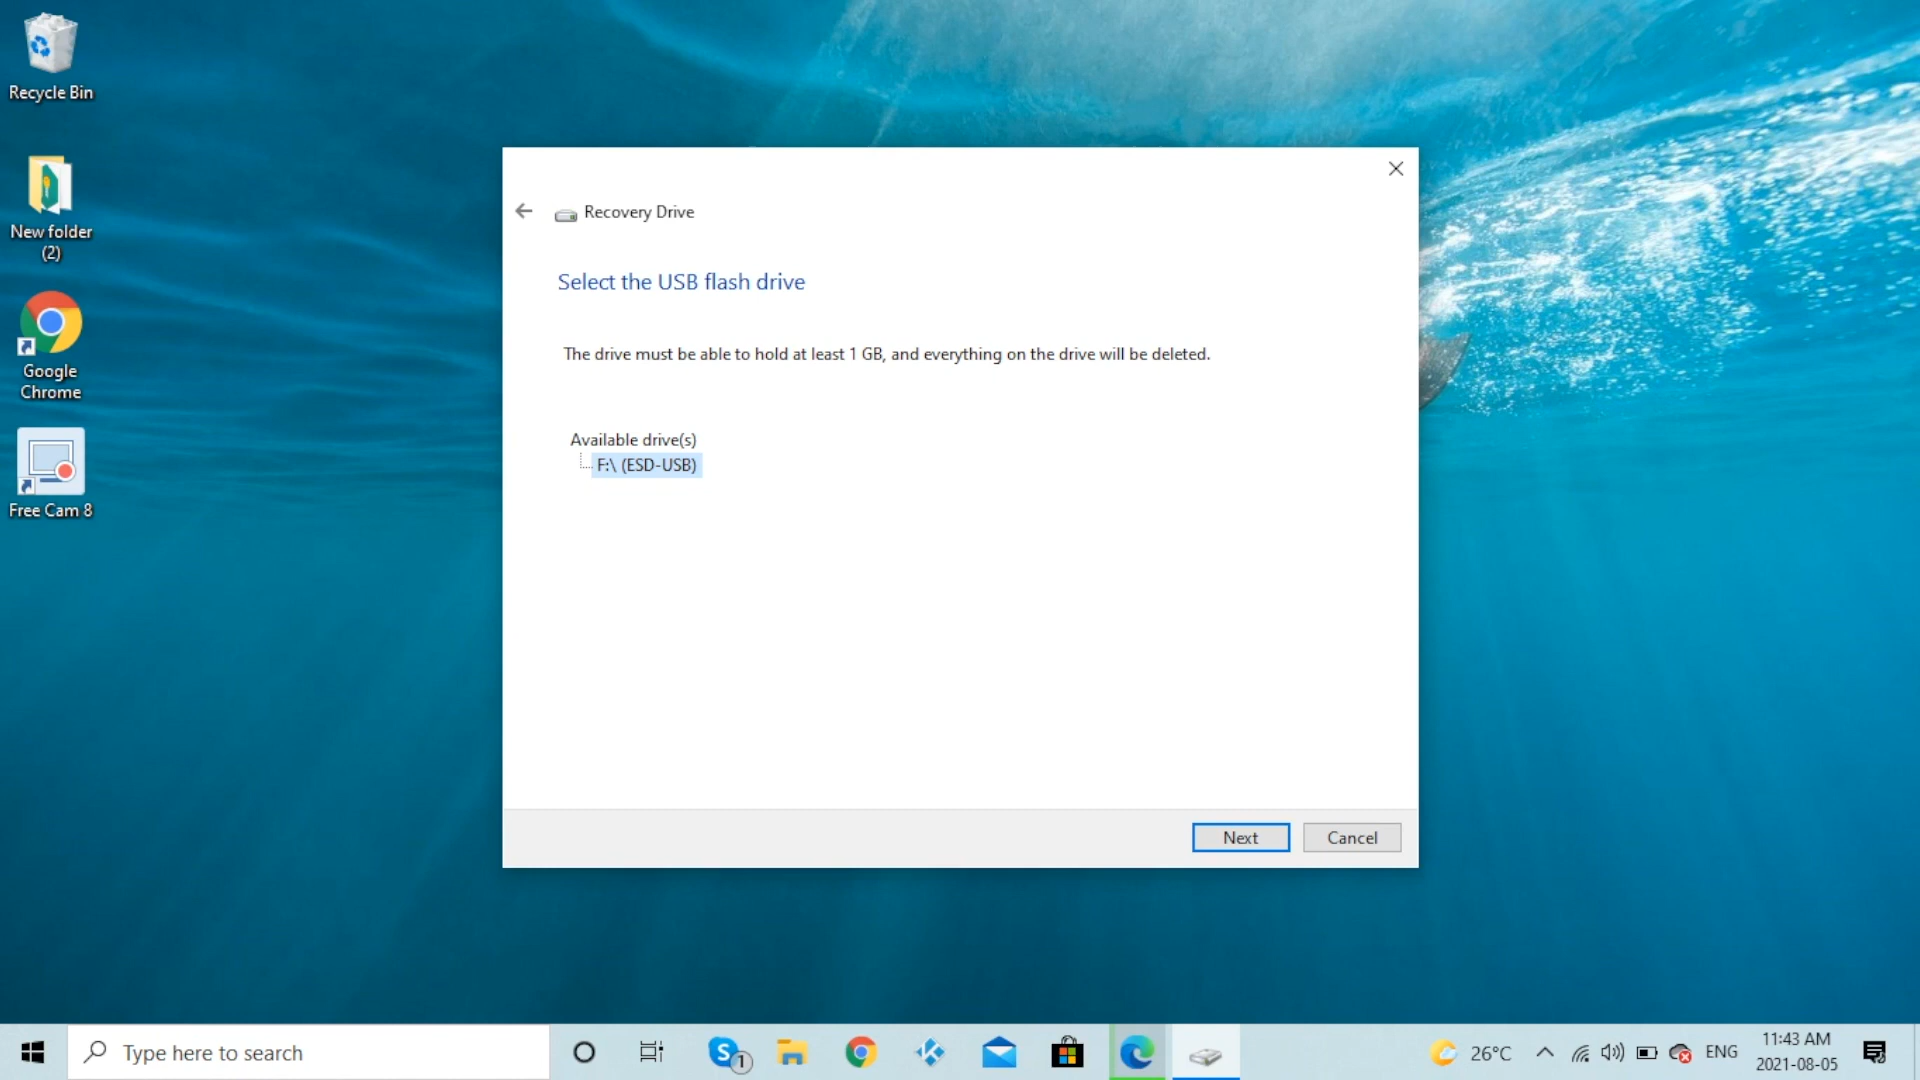 Recycle Bin
New folder
(2)
Google
Chrome
Free Cam 8
Recovery Drive
Select the USB flash drive
The drive must be able to hold at least 1 GB, and everything on the drive will be deleted.
Available drive(s)
F:\ (ESD-USB)
Next
Cancel
Type here to search
S
1
26°C
ENG
11:43 AM
2021-08-05